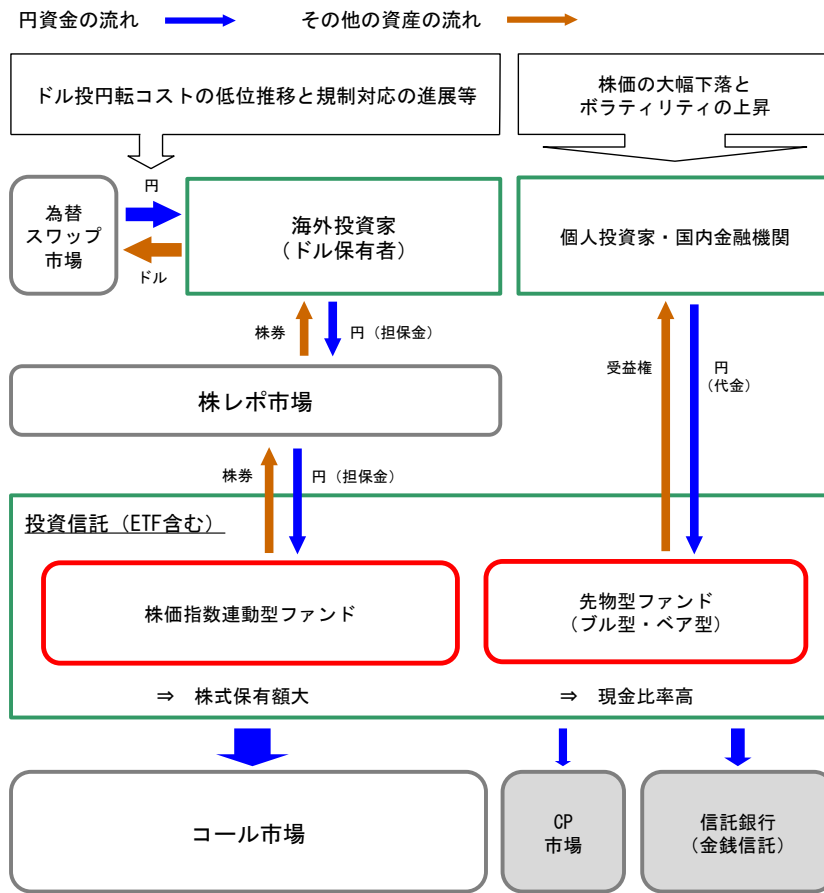 円資金の流れ
その他の資産の流れ
ドル投円転コストの低位推移と規制対応の進展等
株価の大幅下落と
ボラティリティの上昇
円
為替
スワップ
市場
ドル
海外投資家
（ドル保有者）
個人投資家・国内金融機関
株券
円（担保金）
受益権
円
（代金）
株レポ市場
株券
円（担保金）
投資信託（ETF含む）
株価指数連動型ファンド
先物型ファンド
（ブル型・ベア型）
⇒ 株式保有額大
⇒ 現金比率高
コール市場
CP
市場
信託銀行
（金銭信託）